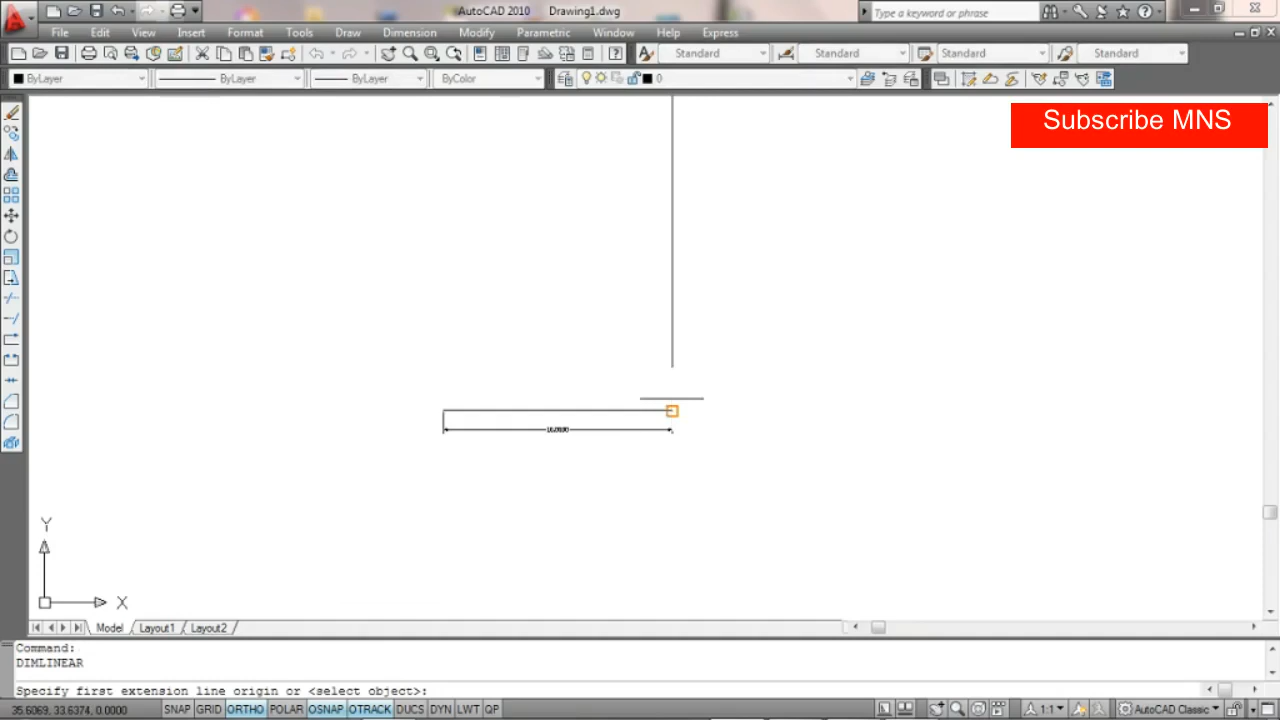 AutoCAD 2010 Drawing1.dwg
Type a keyword or phrase
File Edit View Insert Format Tools Draw Dimension Modify Parametric Window Help Express
Standard Standard Standard Standard
ByLayer ByLayer ByLayer ByColor 0
Subscribe MNS
Y
X
Model Layout1 Layout2
Command:
DIMLINEAR
Specify first extension line origin or <select object>:
35.6069, 33.6374, 0.0000 SNAP GRID ORTHO POLAR OSNAP OTRACK DUCS DYN LWT QP 1:1 AutoCAD Classic